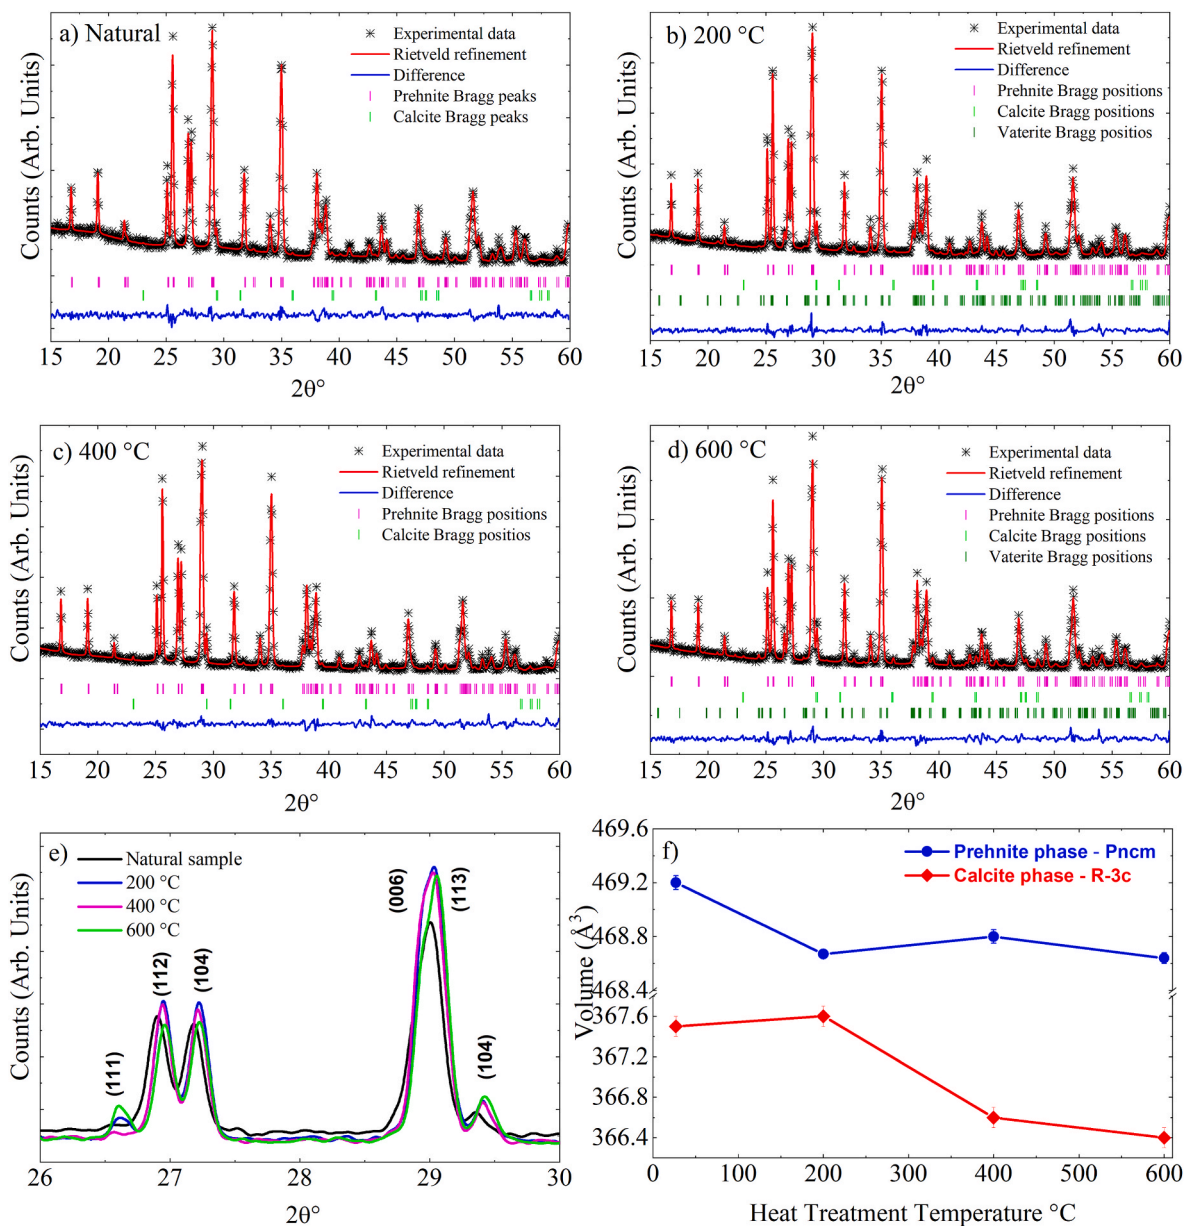 a) Natural
Experimental data
Rietveld refinement
Difference
Prehnite Bragg peaks
Calcite Bragg peaks
Counts (Arb. Units)
15 20 25 30 35 40 45 50 55 60
2θ°
b) 200 °C
Experimental data
Rietveld refinement
Difference
Prehnite Bragg positions
Calcite Bragg positions
Vaterite Bragg positios
Counts (Arb. Units)
15 20 25 30 35 40 45 50 55 60
2θ°
c) 400 °C
Experimental data
Rietveld refinement
Difference
Prehnite Bragg positions
Calcite Bragg positios
Counts (Arb. Units)
15 20 25 30 35 40 45 50 55 60
2θ°
d) 600 °C
Experimental data
Rietveld refinement
Difference
Prehnite Bragg positions
Calcite Bragg positions
Vaterite Bragg positions
Counts (Arb. Units)
15 20 25 30 35 40 45 50 55 60
2θ°
e)
Natural sample
200 °C
400 °C
600 °C
(111)
(112)
(104)
(006)
(113)
(104)
Counts (Arb. Units)
26 27 28 29 30
2θ°
f)
Prehnite phase - Pncm
Calcite phase - R-3c
Volume (Å³)
469.6
469.2
468.8
468.4
367.6
367.2
366.8
366.4
0 100 200 300 400 500 600
Heat Treatment Temperature °C